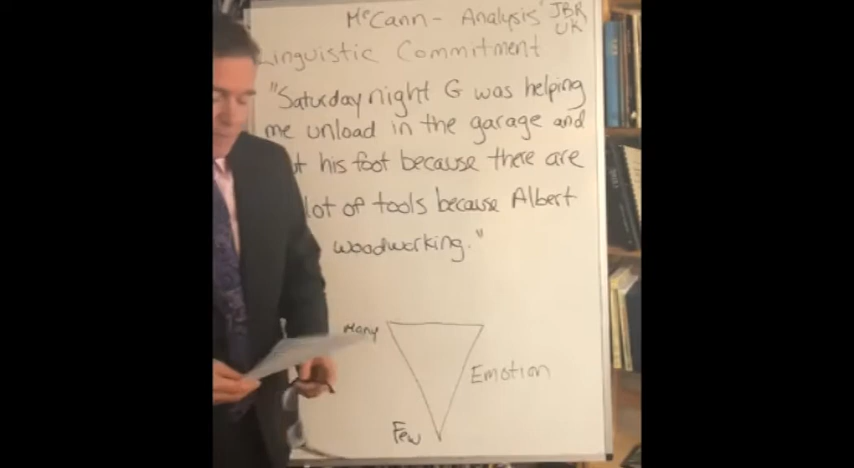 McCann - Analysis JBR
UK
Linguistic Commitment
"Saturday night G was helping
me unload in the garage and
his foot because there are
lot of tools because Albert
woodworking."
Many
Emotion
Few